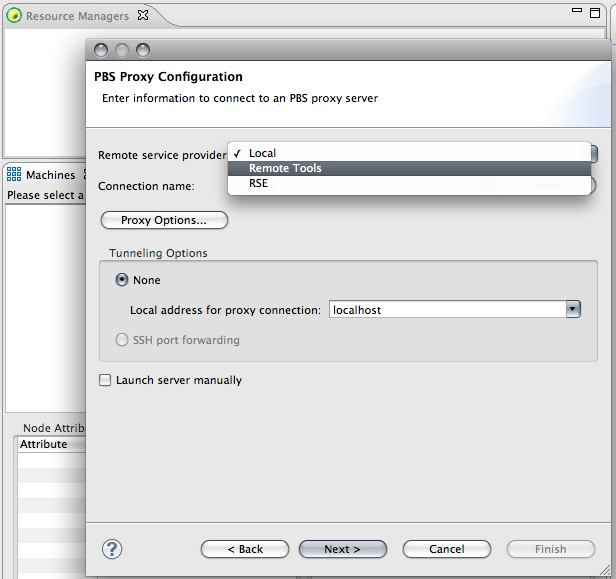 Resource Managers
PBS Proxy Configuration
Enter information to connect to an PBS proxy server
Remote service provider
✓ Local
Remote Tools
RSE
Machines
Please select a
Connection name:
Proxy Options...
Tunneling Options
None
Local address for proxy connection: localhost
SSH port forwarding
Launch server manually
Node Attrib
Attribute
? < Back Next > Cancel Finish